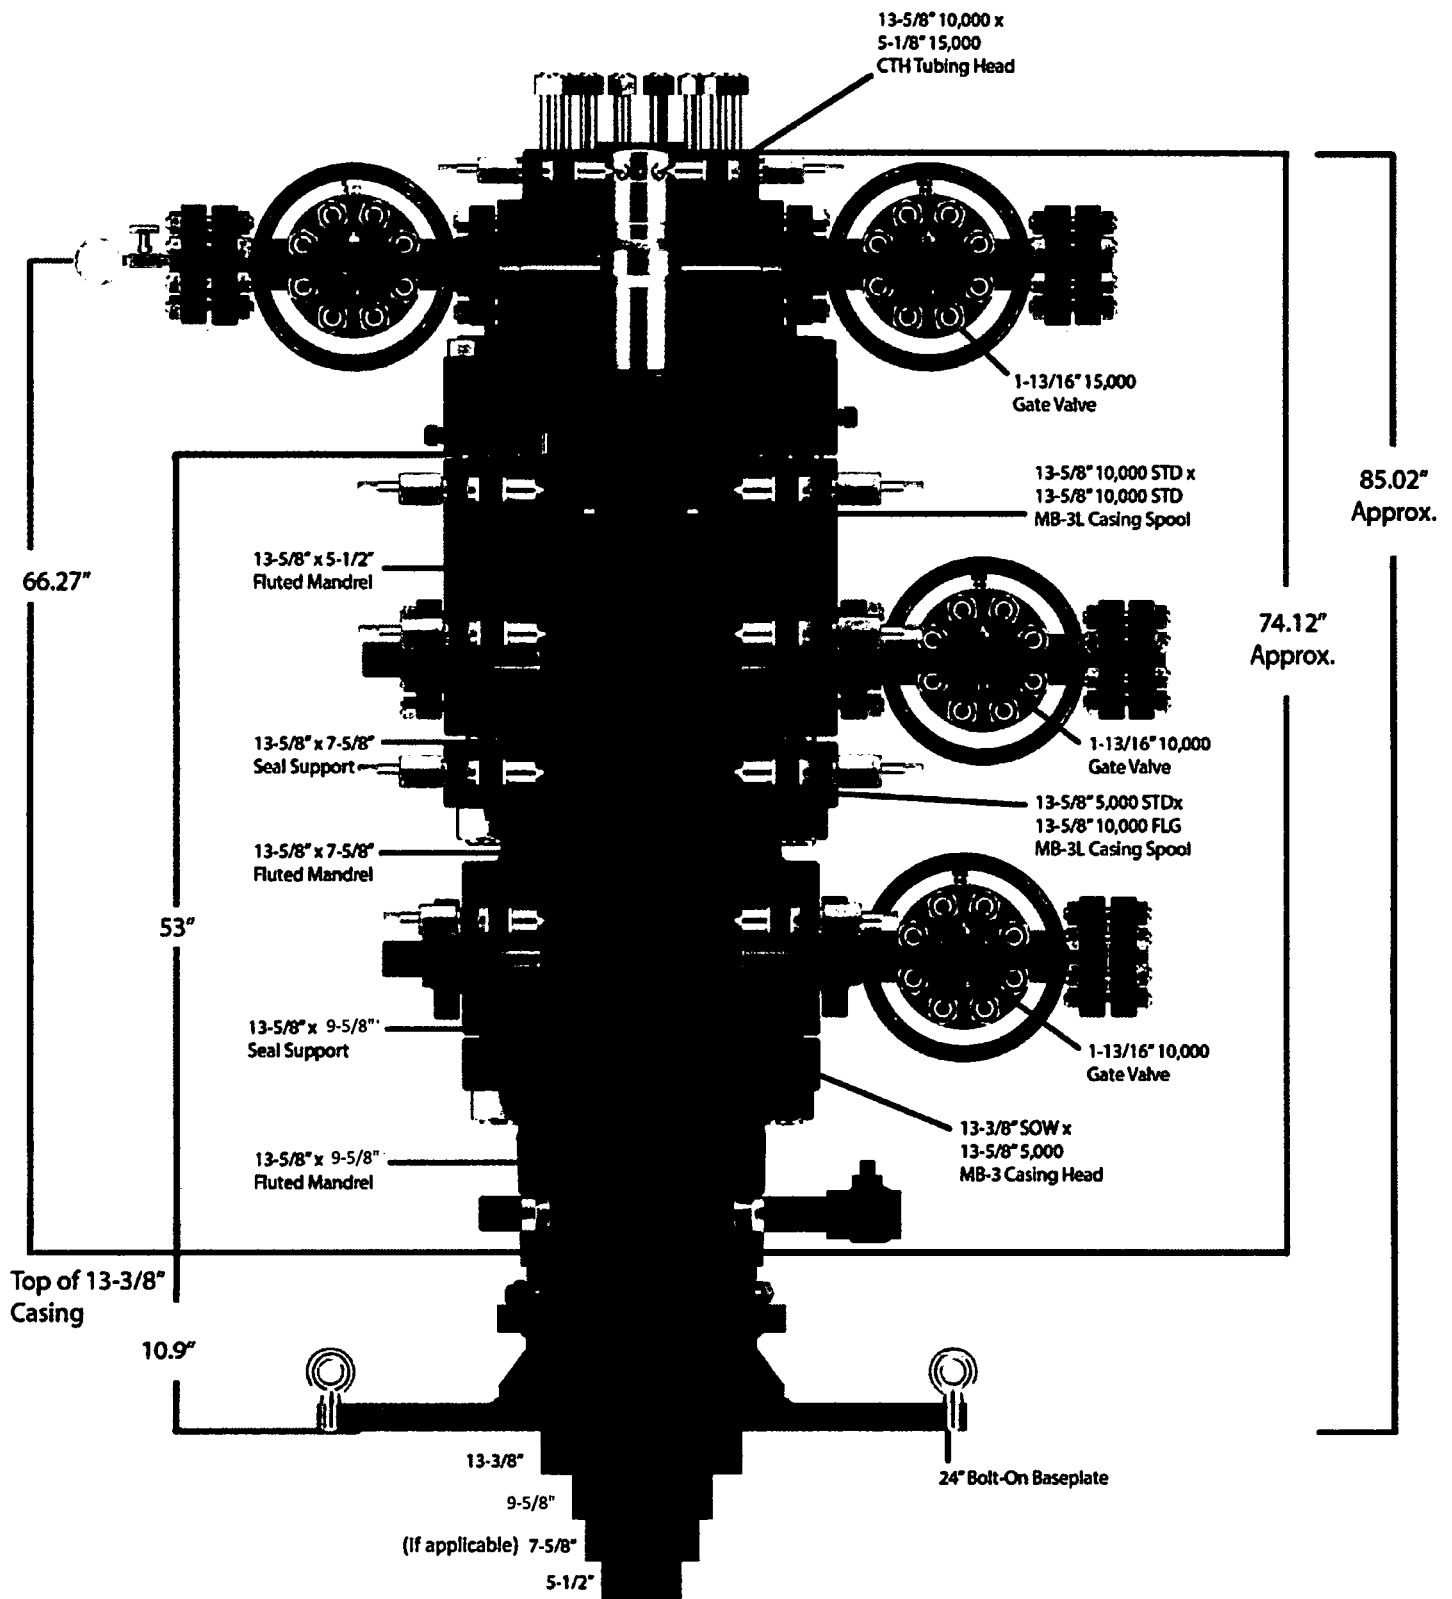 13-5/8" 10,000 x
5-1/8" 15,000
CTH Tubing Head
1-13/16" 15,000
Gate Valve
13-5/8" 10,000 STD x
13-5/8" 10,000 STD
MB-3L Casing Spool
85.02"
Approx.
13-5/8" x 5-1/2"
Fluted Mandrel
66.27"
74.12"
Approx.
13-5/8" x 7-5/8"
Seal Support
1-13/16" 10,000
Gate Valve
13-5/8" 5,000 STDx
13-5/8" 10,000 FLG
MB-3L Casing Spool
13-5/8" x 7-5/8"
Fluted Mandrel
53"
13-5/8" x 9-5/8"
Seal Support
1-13/16" 10,000
Gate Valve
13-3/8" SOW x
13-5/8" 5,000
MB-3 Casing Head
13-5/8" x 9-5/8"
Fluted Mandrel
Top of 13-3/8"
Casing
10.9"
13-3/8"
24" Bolt-On Baseplate
9-5/8"
(if applicable) 7-5/8"
5-1/2"